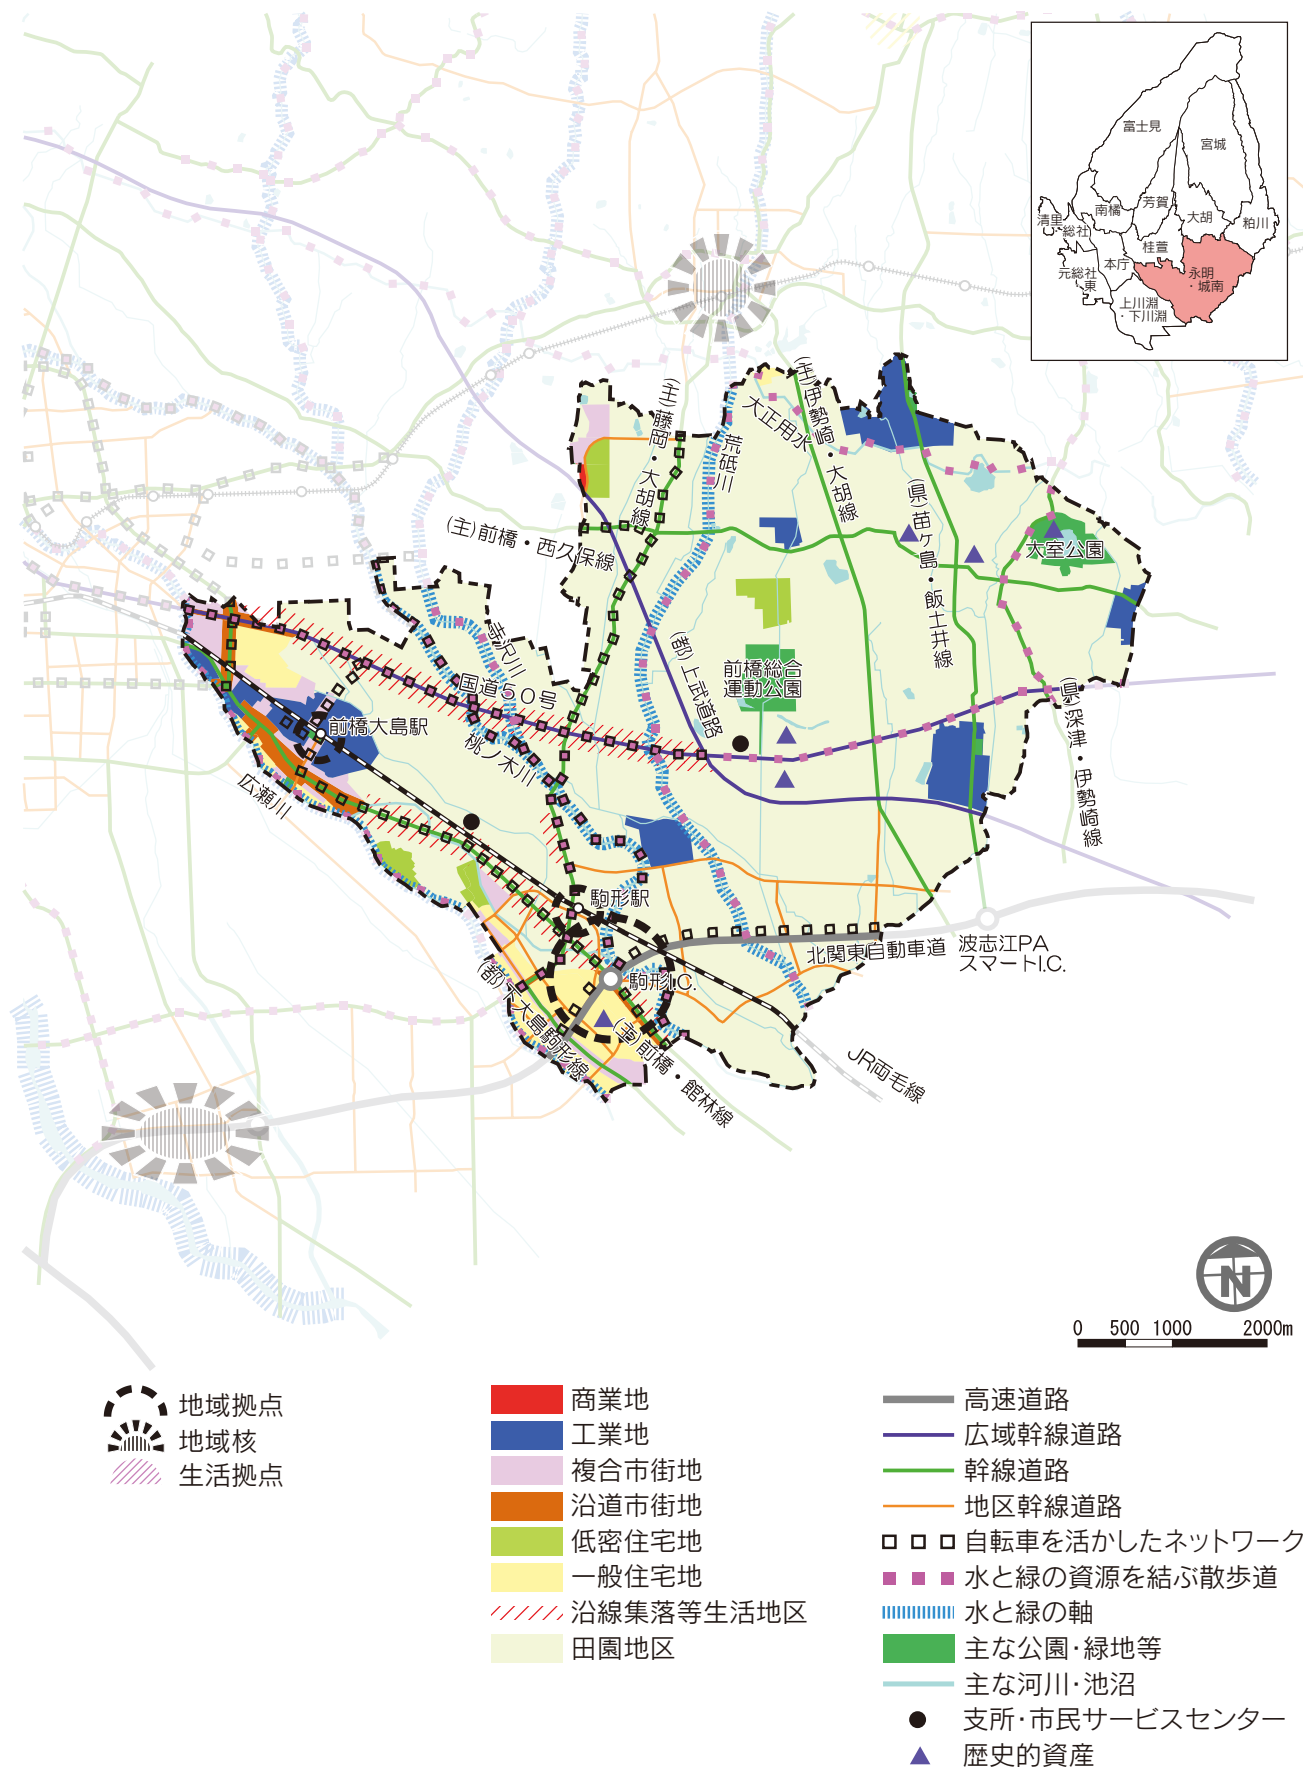 富士見
宮城
南橘
芳賀
大胡
粕川
清里
・総社
桂萱
本庁
元総社
・東
永明
・城南
上川淵
・下川淵
(主)藤岡・大胡線
荒砥川
大正用水
(主)伊勢崎・大胡線
(県)苗ヶ島・飯土井線
(主)前橋・西久保線
大室公園
寺沢川
国道50号
(都)上武道路
前橋総合
運動公園
前橋大島駅
桃ノ木川
広瀬川
(県)深津・伊勢崎線
駒形駅
北関東自動車道
波志江PA
スマートI.C.
駒形I.C.
(都)下大島駒形線
(主)前橋・館林線
JR両毛線
N
0 500 1000 2000m
地域拠点
地域核
生活拠点
商業地
工業地
複合市街地
沿道市街地
低密住宅地
一般住宅地
沿線集落等生活地区
田園地区
高速道路
広域幹線道路
幹線道路
地区幹線道路
自転車を活かしたネットワーク
水と緑の資源を結ぶ散歩道
水と緑の軸
主な公園・緑地等
主な河川・池沼
支所・市民サービスセンター
歴史的資産